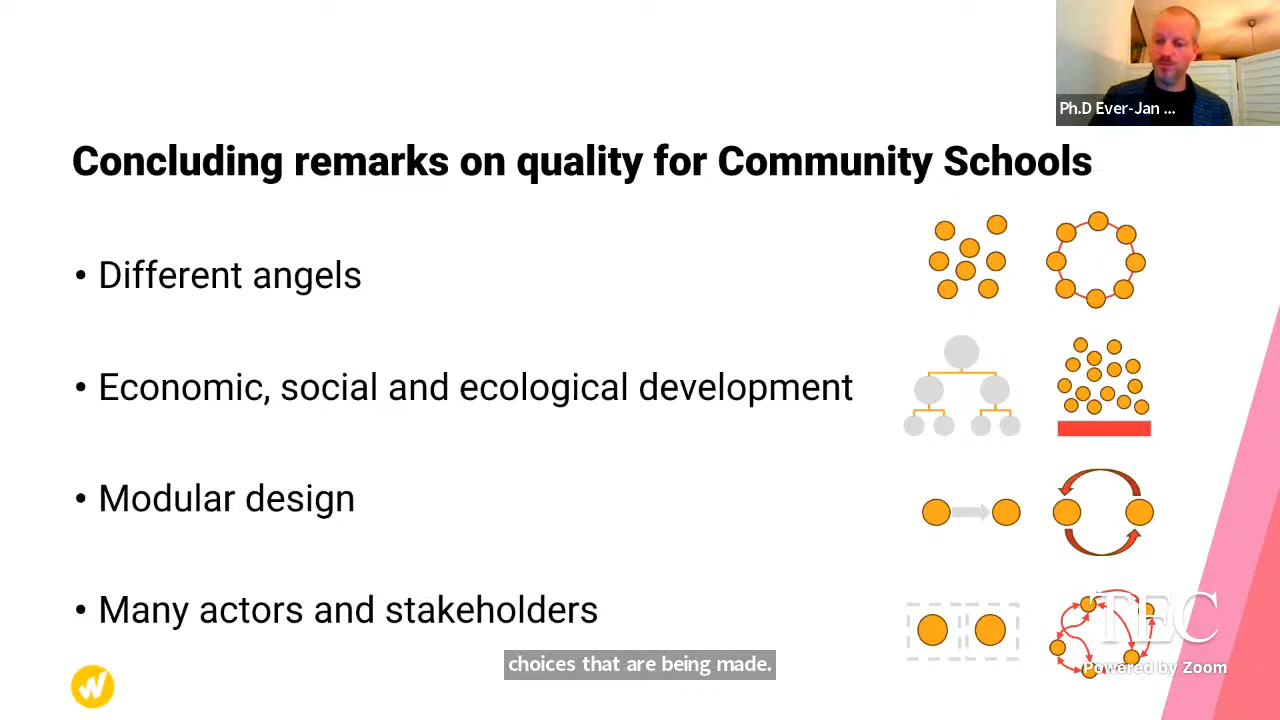 Ph.D Ever-Jan ...
Concluding remarks on quality for Community Schools
• Different angels
• Economic, social and ecological development
• Modular design
• Many actors and stakeholders
TEC
choices that are being made.
Powered by Zoom
W